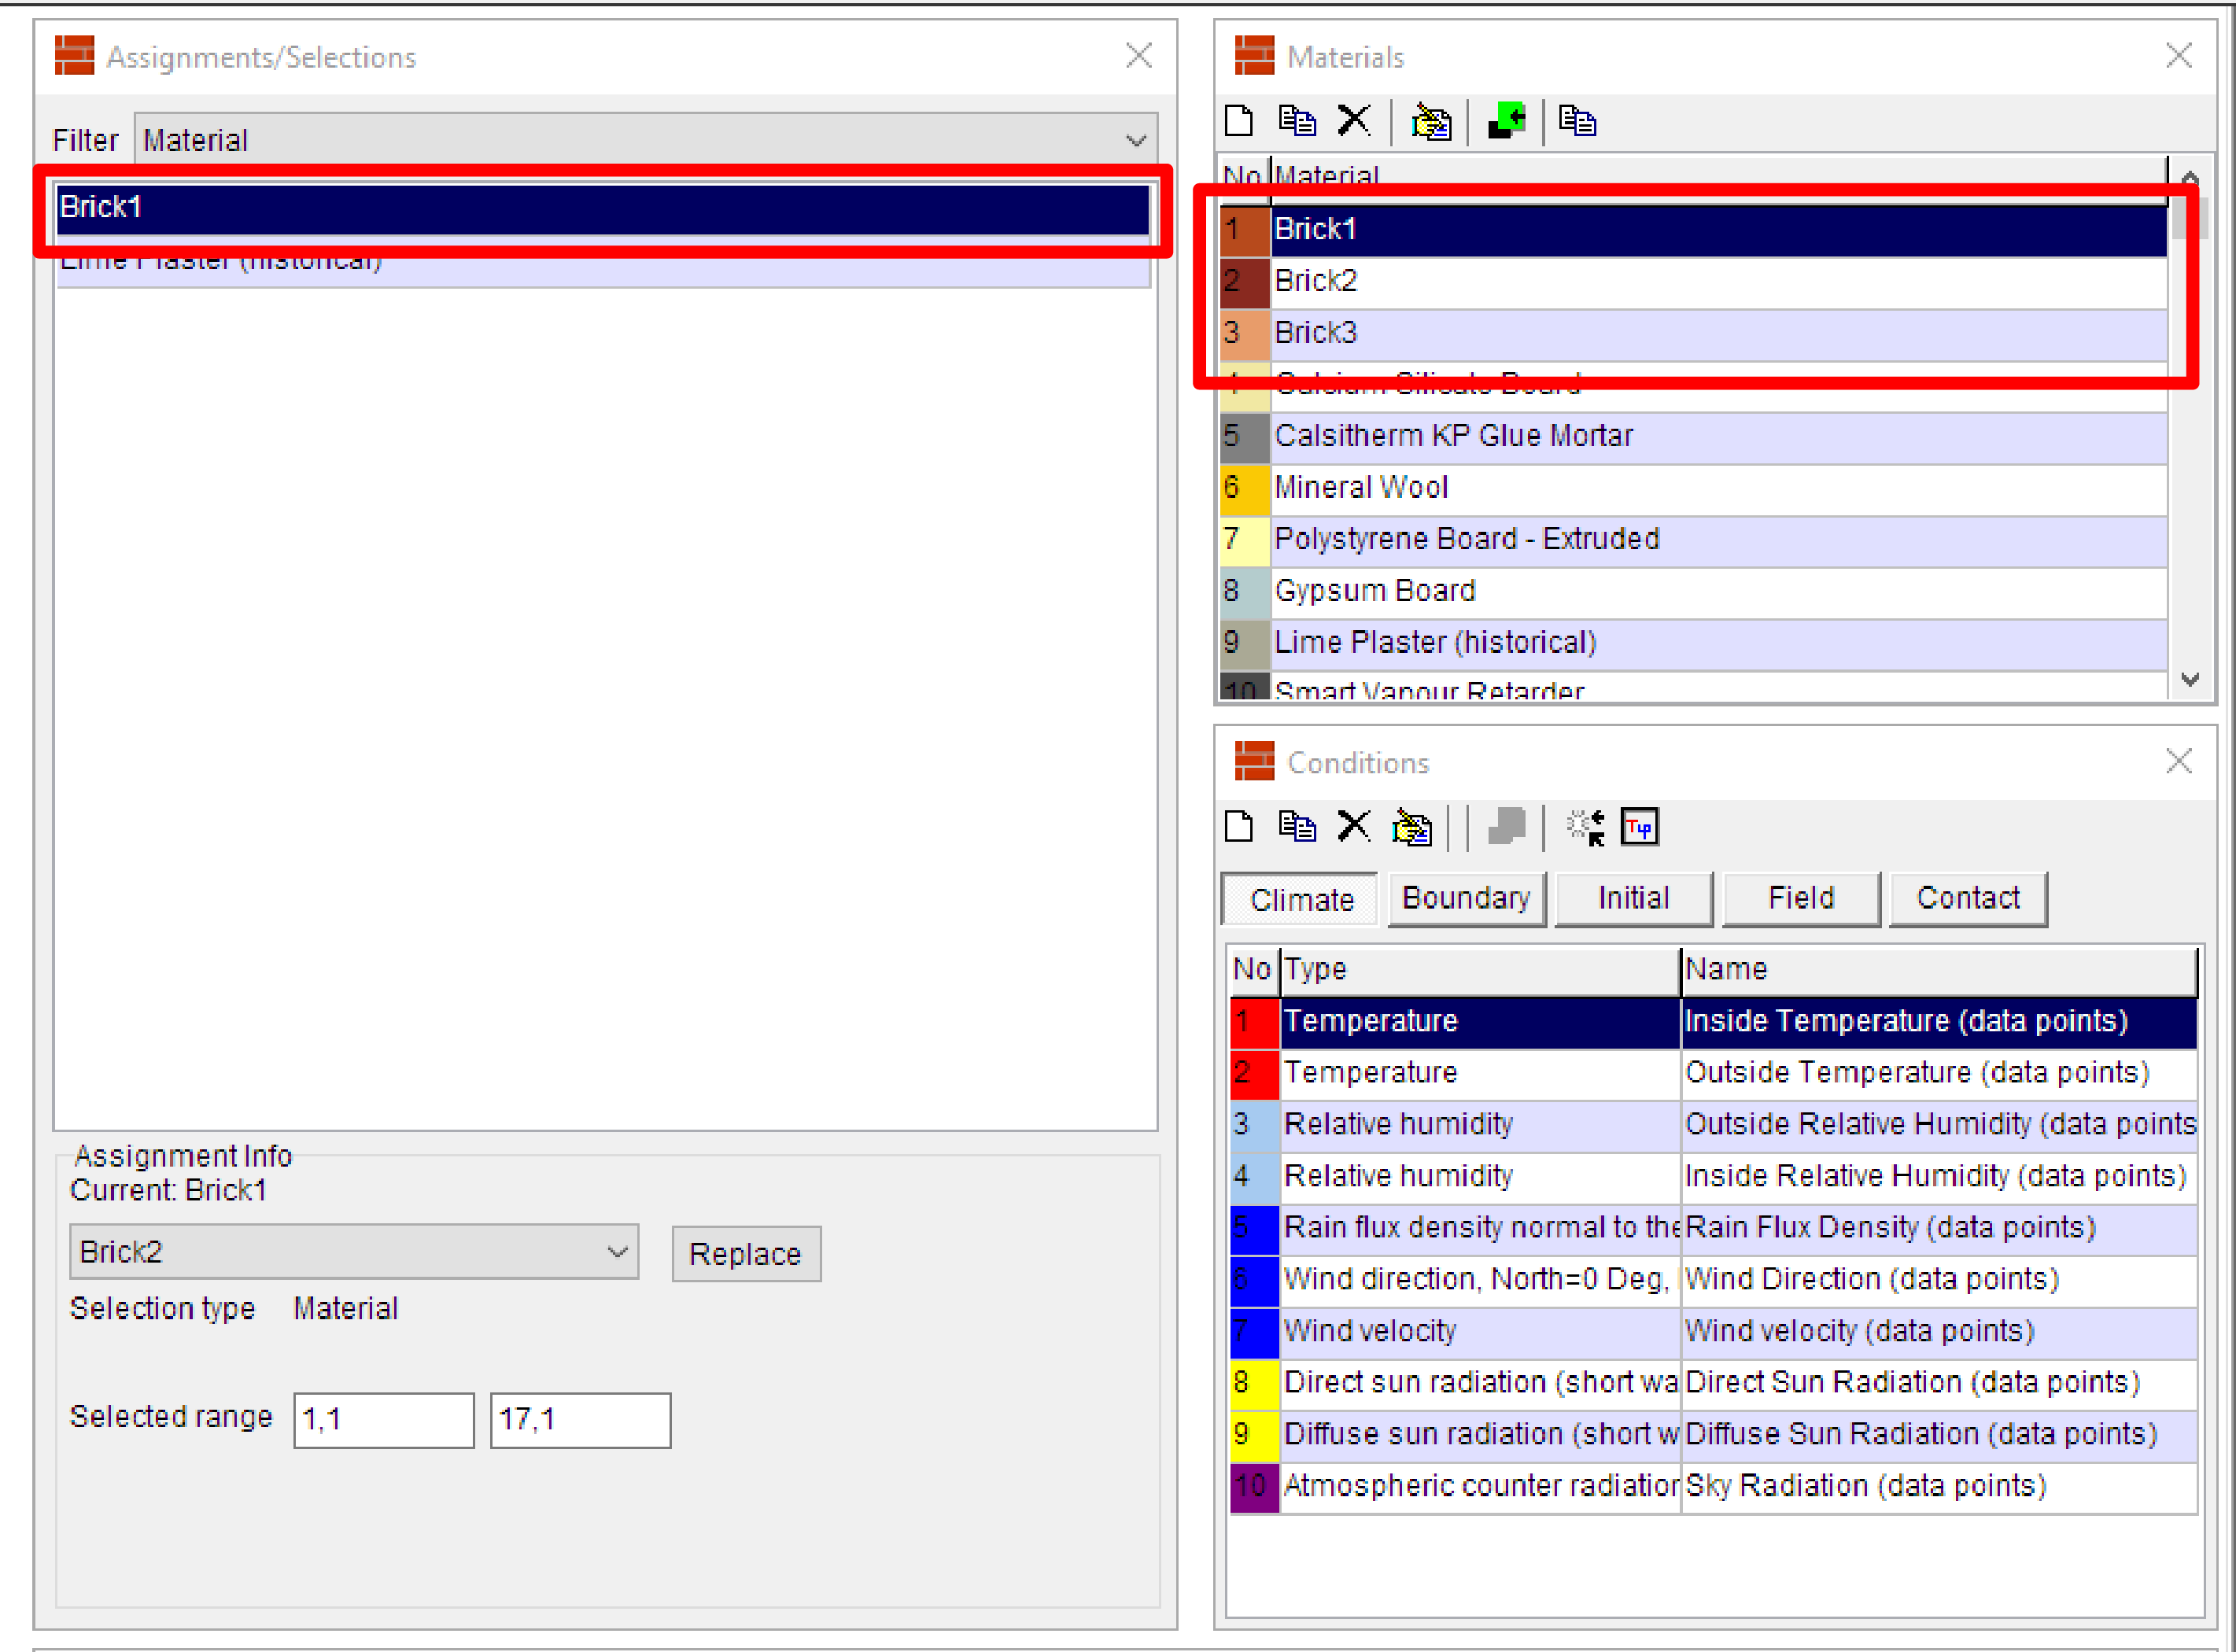 Assignments/Selections
Filter Material
Brick1
Lime Plaster (historical)
Assignment Info
Current: Brick1
Brick2 Replace
Selection type Material
Selected range 1,1 17,1
Materials
No Material
1 Brick1
2 Brick2
3 Brick3
4 Calcium Silicate Board
5 Calsitherm KP Glue Mortar
6 Mineral Wool
7 Polystyrene Board - Extruded
8 Gypsum Board
9 Lime Plaster (historical)
10 Smart Vapour Retarder
Conditions
Tφ
Climate Boundary Initial Field Contact
No Type Name
1 Temperature Inside Temperature (data points)
2 Temperature Outside Temperature (data points)
3 Relative humidity Outside Relative Humidity (data points
4 Relative humidity Inside Relative Humidity (data points)
5 Rain flux density normal to the Rain Flux Density (data points)
6 Wind direction, North=0 Deg, Wind Direction (data points)
7 Wind velocity Wind velocity (data points)
8 Direct sun radiation (short wa Direct Sun Radiation (data points)
9 Diffuse sun radiation (short w Diffuse Sun Radiation (data points)
10 Atmospheric counter radiation Sky Radiation (data points)